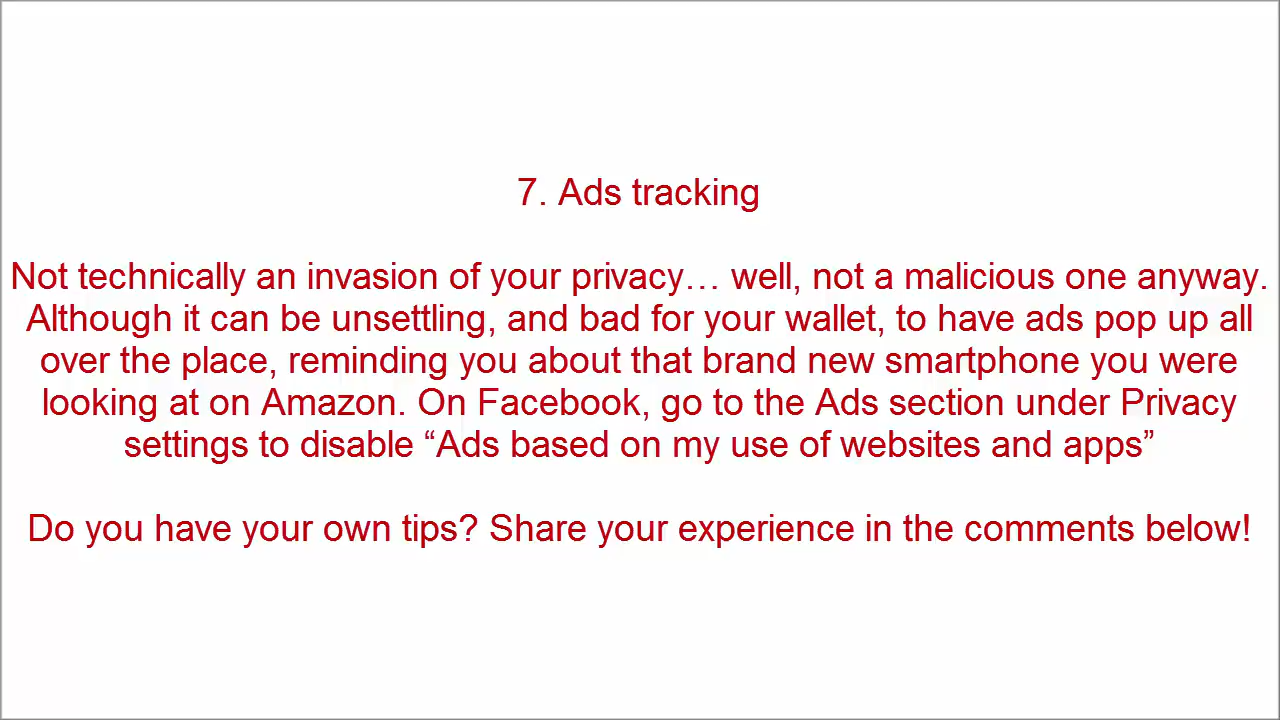 7. Ads tracking
Not technically an invasion of your privacy… well, not a malicious one anyway.
Although it can be unsettling, and bad for your wallet, to have ads pop up all
over the place, reminding you about that brand new smartphone you were
looking at on Amazon. On Facebook, go to the Ads section under Privacy
settings to disable “Ads based on my use of websites and apps”
Do you have your own tips? Share your experience in the comments below!